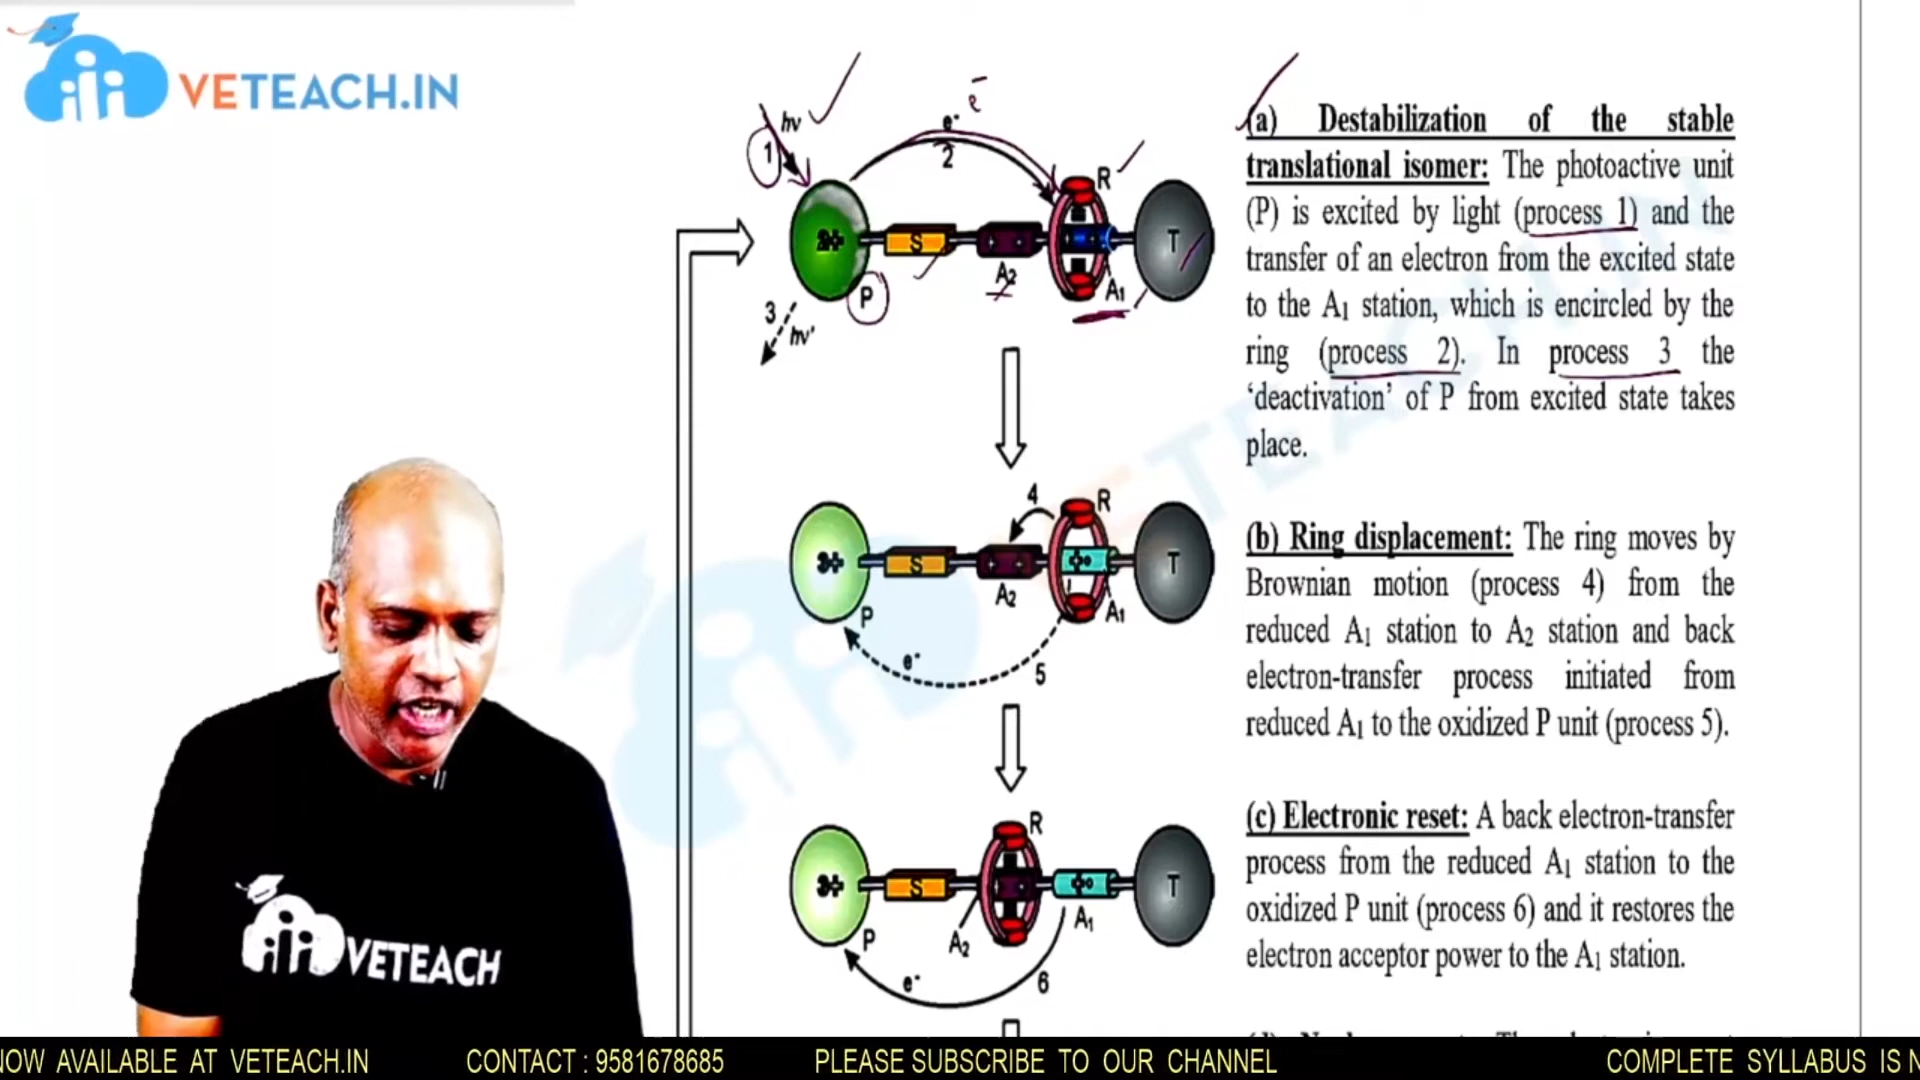 VETEACH.IN
hν
1
e⁻
e⁻
2
R
2+
S
A₂
A₁
T
P
3
hν'
(a) Destabilization of the stable
translational isomer: The photoactive unit
(P) is excited by light (process 1) and the
transfer of an electron from the excited state
to the A₁ station, which is encircled by the
ring (process 2). In process 3 the
‘deactivation’ of P from excited state takes
place.
4
R
3+
S
A₂
A₁
T
P
e⁻
5
(b) Ring displacement: The ring moves by
Brownian motion (process 4) from the
reduced A₁ station to A₂ station and back
electron-transfer process initiated from
reduced A₁ to the oxidized P unit (process 5).
R
3+
S
T
P
A₂
A₁
e⁻
6
(c) Electronic reset: A back electron-transfer
process from the reduced A₁ station to the
oxidized P unit (process 6) and it restores the
electron acceptor power to the A₁ station.
VETEACH
NOW AVAILABLE AT VETEACH.IN CONTACT : 9581678685 PLEASE SUBSCRIBE TO OUR CHANNEL COMPLETE SYLLABUS IS N